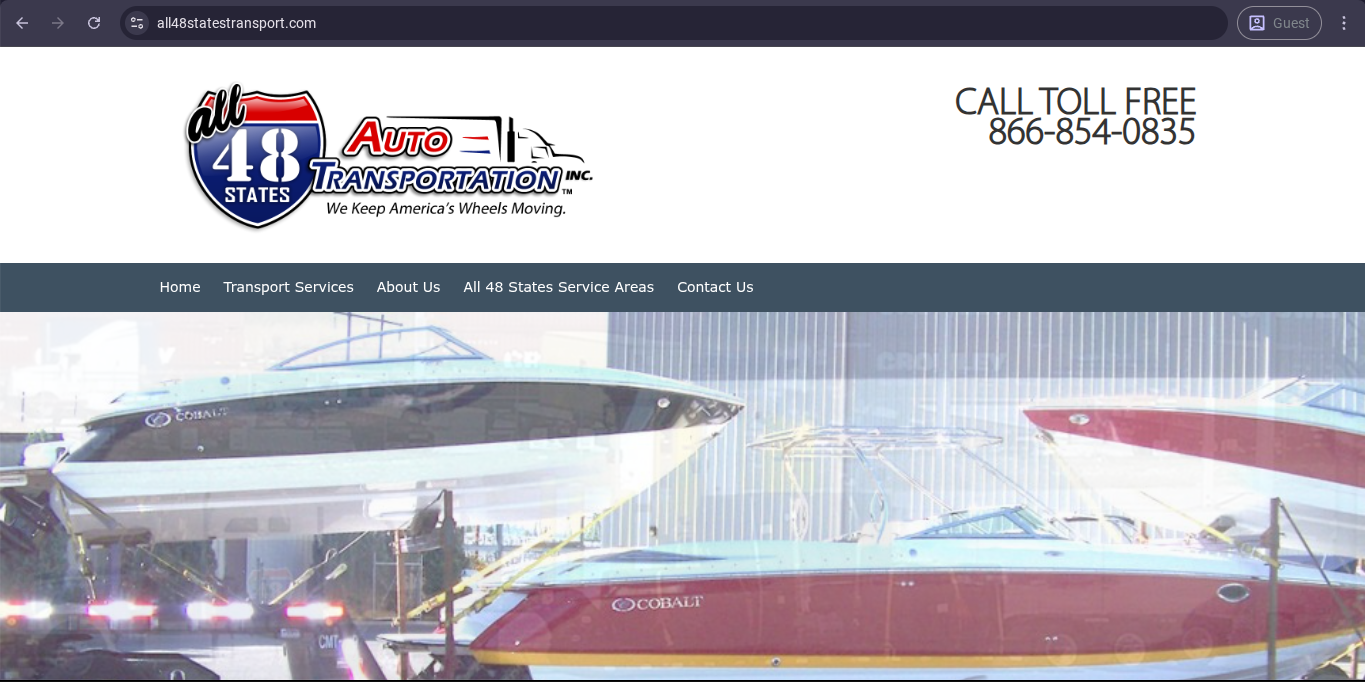 all48statestransport.com
Guest
all
48
STATES
AUTO
TRANSPORTATION INC.
TM
We Keep America's Wheels Moving.
CALL TOLL FREE
866-854-0835
Home Transport Services About Us All 48 States Service Areas Contact Us
COBALT
COBALT
CMT